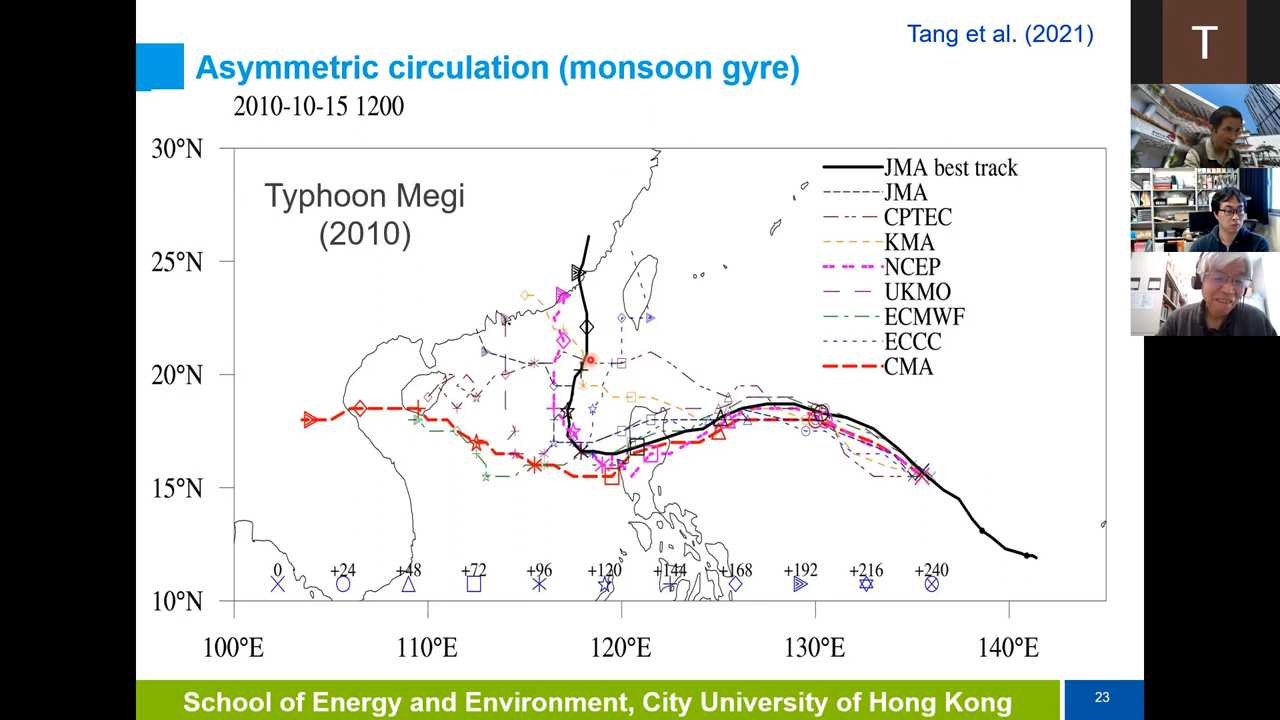 Tang et al. (2021)
T
Asymmetric circulation (monsoon gyre)
2010-10-15 1200
30°N
25°N
20°N
15°N
10°N
Typhoon Megi
(2010)
JMA best track
JMA
CPTEC
KMA
NCEP
UKMO
ECMWF
ECCC
CMA
0 +24 +48 +72 +96 +120 +144 +168 +192 +216 +240
100°E 110°E 120°E 130°E 140°E
School of Energy and Environment, City University of Hong Kong
23